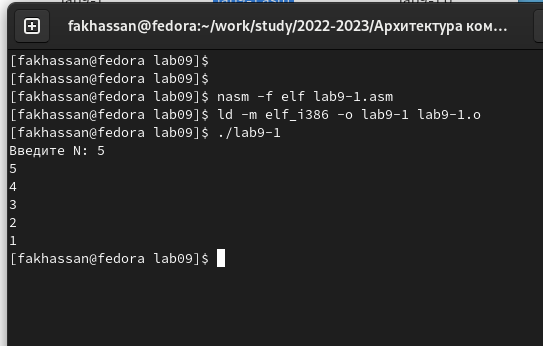 fakhassan@fedora:~/work/study/2022-2023/Архитектура ком...
[fakhassan@fedora lab09]$
[fakhassan@fedora lab09]$
[fakhassan@fedora lab09]$ nasm -f elf lab9-1.asm
[fakhassan@fedora lab09]$ ld -m elf_i386 -o lab9-1 lab9-1.o
[fakhassan@fedora lab09]$ ./lab9-1
Введите N: 5
5
4
3
2
1
[fakhassan@fedora lab09]$